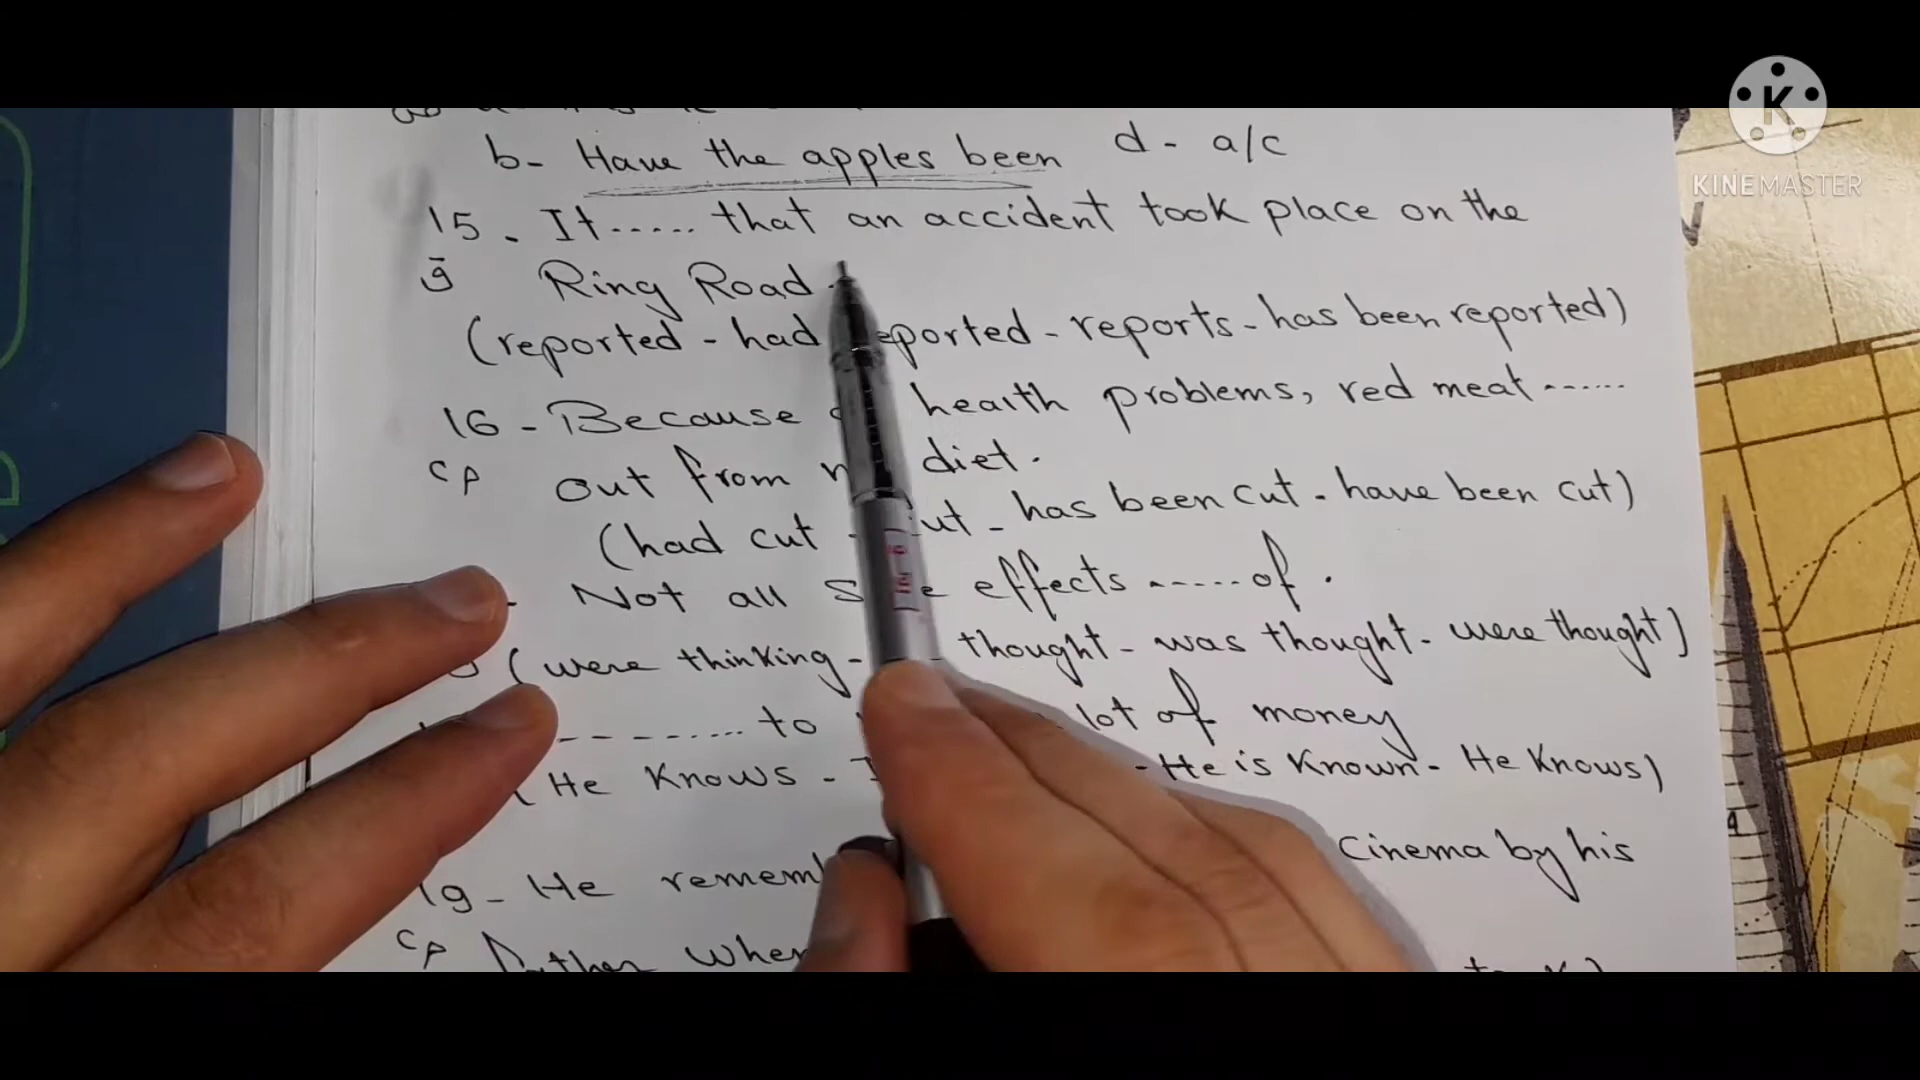 b- Have the apples been d- a/c
15- It..... that an accident took place on the
Ring Road.
(reported - had reported - reports - has been reported)
16- Because health problems, red meat ......
out from diet.
(had cut - cut - has been cut - have been cut)
Not all effects ..... of.
(were thinking - thought - was thought - were thought)
......... to lot of money
(He knows - - He is known - He knows)
19- He cinema by his
father when
KINEMASTER